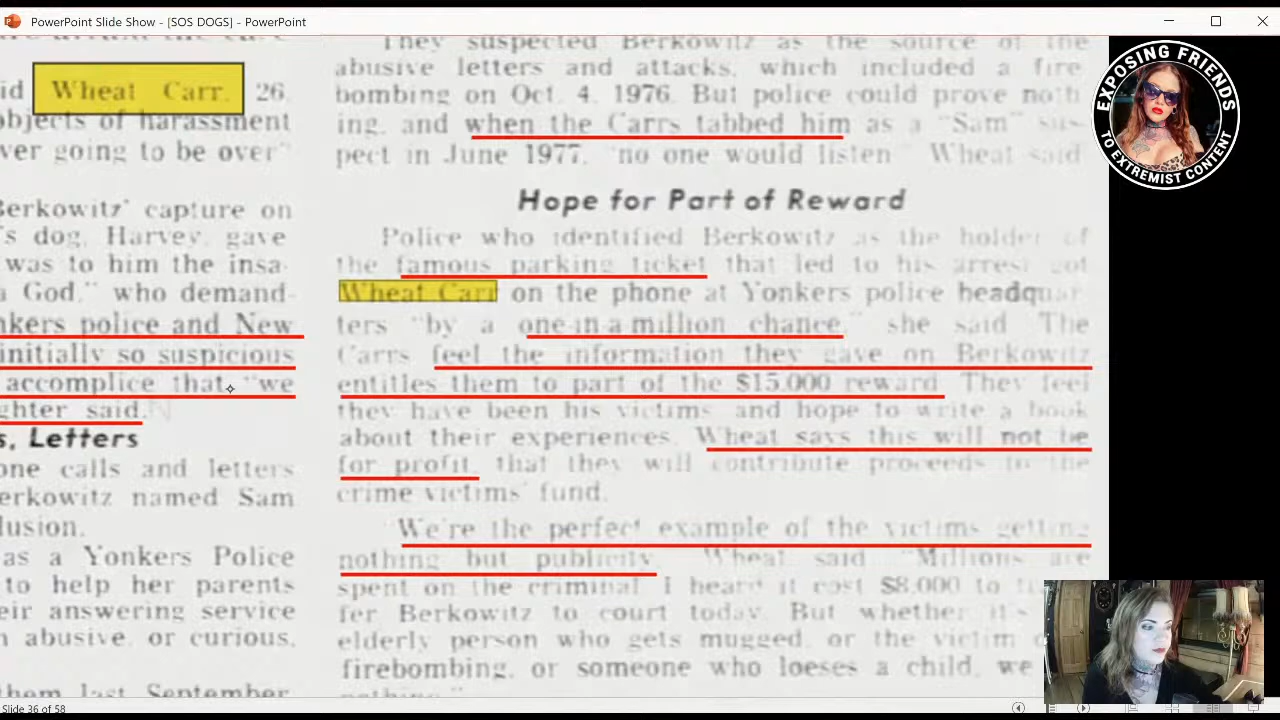 PowerPoint Slide Show - [SOS DOGS] - PowerPoint
id Wheat Carr, 26,
objects of harassment
ver going to be over"
Berkowitz' capture on
's dog, Harvey, gave
was to him the insa-
a God," who demand-
nkers police and New
initially so suspicious
accomplice that "we
ghter said.
s, Letters
one calls and letters
erkowitz named Sam
lusion.
as a Yonkers Police
to help her parents
eir answering service
n abusive, or curious,
them last September
They suspected Berkowitz as the source of the
abusive letters and attacks, which included a fire
bombing on Oct. 4, 1976. But police could prove noth
ing, and when the Carrs tabbed him as a "Sam" sus-
pect in June 1977, "no one would listen" Wheat said
Hope for Part of Reward
Police who identified Berkowitz as the holder of
the famous parking ticket that led to his arrest got
Wheat Carr on the phone at Yonkers police headquar
ters "by a one-in-a-million chance," she said The
Carrs feel the information they gave on Berkowitz
entitles them to part of the $15,000 reward They feel
they have been his victims and hope to write a book
about their experiences. Wheat says this will not be
for profit, that they will contribute proceeds to the
crime victims' fund.
We're the perfect example of the victims getting
nothing but publicity Wheat said "Millions are
spent on the criminal I heard it cost $8,000 to
fer Berkowitz to court today. But whether it's
elderly person who gets mugged, or the victim
firebombing, or someone who loeses a child, we
nothing."
EXPOSING FRIENDS
TO EXTREMIST CONTENT
Slide 36 of 58